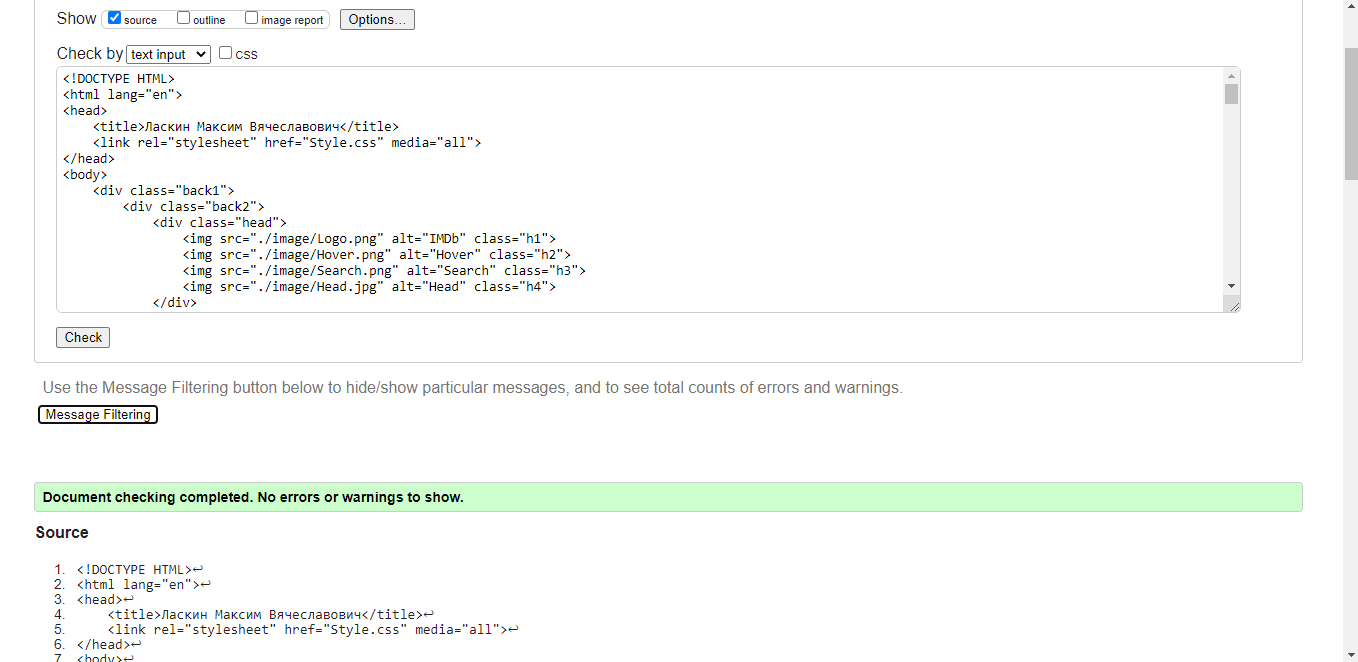 Show source outline image report Options...
Check by text input css
<!DOCTYPE HTML>
<html lang="en">
<head>
    <title>Ласкин Максим Вячеславович</title>
    <link rel="stylesheet" href="Style.css" media="all">
</head>
<body>
    <div class="back1">
        <div class="back2">
            <div class="head">
                <img src="./image/Logo.png" alt="IMDb" class="h1">
                <img src="./image/Hover.png" alt="Hover" class="h2">
                <img src="./image/Search.png" alt="Search" class="h3">
                <img src="./image/Head.jpg" alt="Head" class="h4">
            </div>
Check
Use the Message Filtering button below to hide/show particular messages, and to see total counts of errors and warnings.
Message Filtering
Document checking completed. No errors or warnings to show.
Source
1. <!DOCTYPE HTML>↩
2. <html lang="en">↩
3. <head>↩
4.     <title>Ласкин Максим Вячеславович</title>↩
5.     <link rel="stylesheet" href="Style.css" media="all">↩
6. </head>↩
7. <body>↩